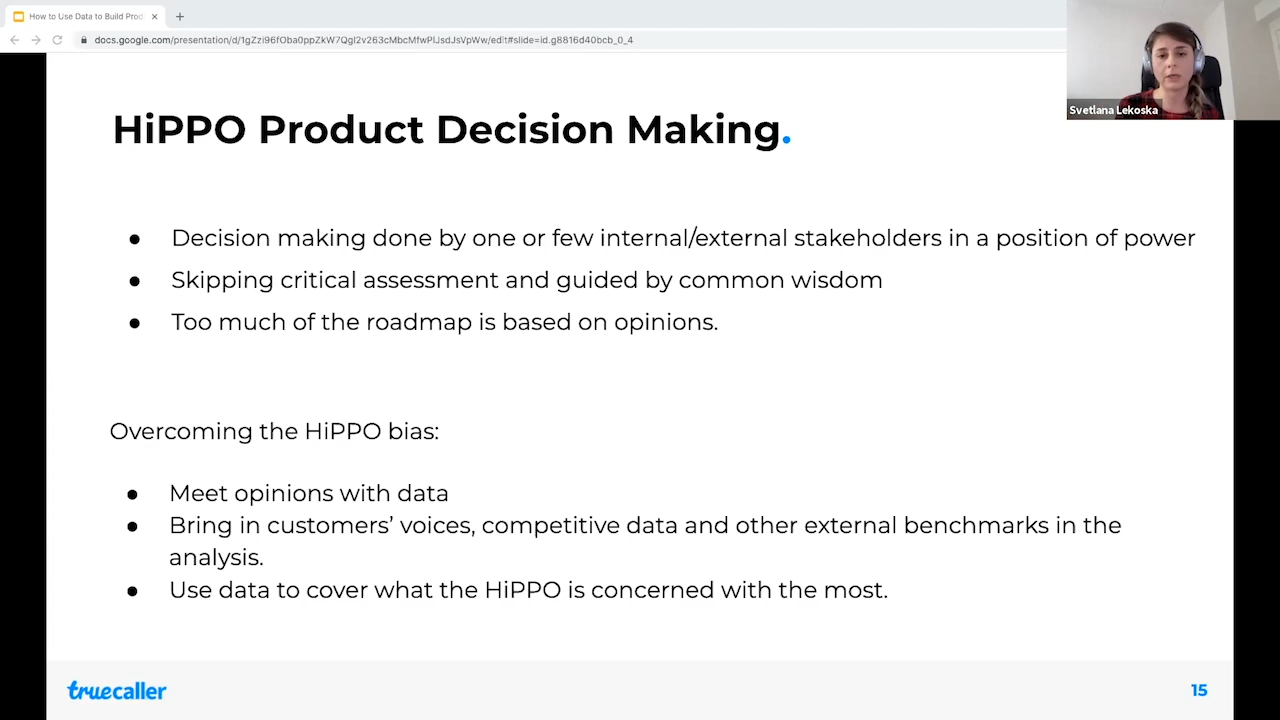 How to Use Data to Build Prod
docs.google.com/presentation/d/1gZzi96fOba0ppZkW7QgI2v263cMbcMfwPlJsdJsVpWw/edit#slide=id.g8816d40bcb_0_4
Svetlana Lekoska
HiPPO Product Decision Making.
● Decision making done by one or few internal/external stakeholders in a position of power
● Skipping critical assessment and guided by common wisdom
● Too much of the roadmap is based on opinions.
Overcoming the HiPPO bias:
● Meet opinions with data
● Bring in customers’ voices, competitive data and other external benchmarks in the
analysis.
● Use data to cover what the HiPPO is concerned with the most.
truecaller
15